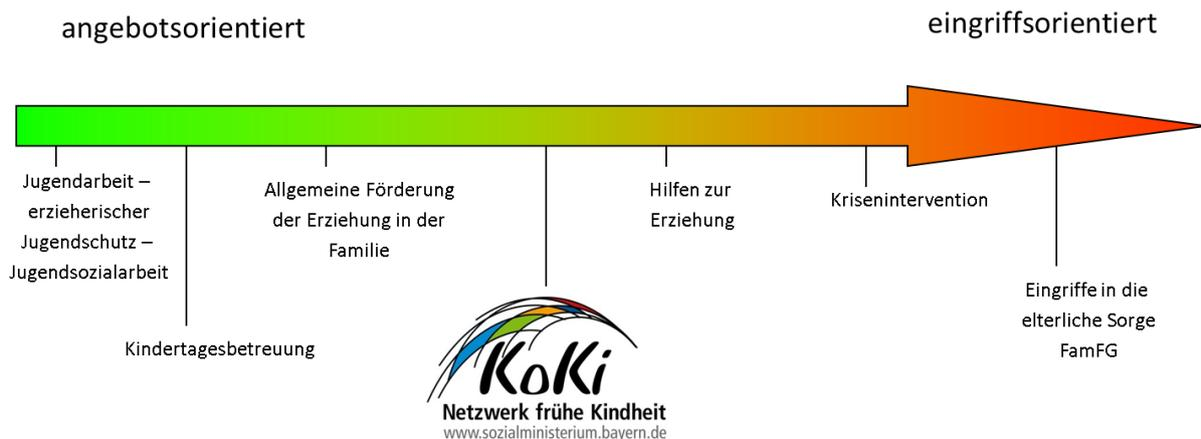 angebotsorientiert
eingriffsorientiert
Jugendarbeit –
erzieherischer
Jugendschutz –
Jugendsozialarbeit
Kindertagesbetreuung
Allgemeine Förderung
der Erziehung in der
Familie
KoKi
Netzwerk frühe Kindheit
www.sozialministerium.bayern.de
Hilfen zur
Erziehung
Krisenintervention
Eingriffe in die
elterliche Sorge
FamFG